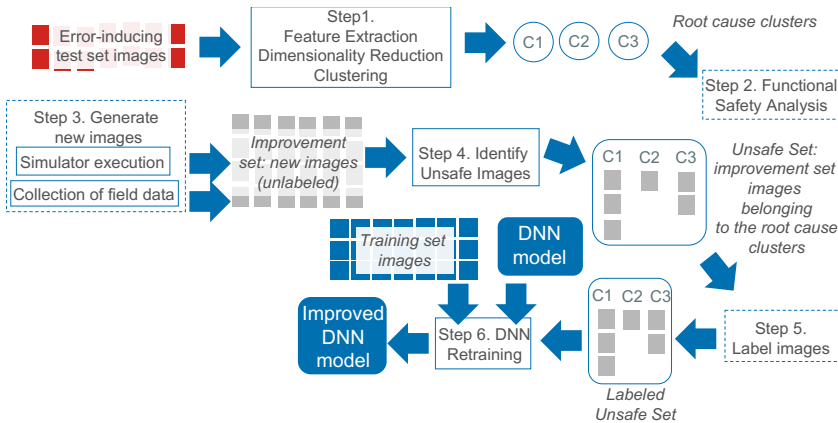 Error-inducing
test set images
Step1.
Feature Extraction
Dimensionality Reduction
Clustering
C1
C2
C3
Root cause clusters
Step 2. Functional
Safety Analysis
Step 3. Generate
new images
Simulator execution
Collection of field data
Improvement
set: new images
(unlabeled)
Step 4. Identify
Unsafe Images
C1 C2 C3
Unsafe Set:
improvement set
images
belonging
to the root cause
clusters
Training set
images
DNN
model
Improved
DNN
model
Step 6. DNN
Retraining
C1 C2 C3
Labeled
Unsafe Set
Step 5.
Label images